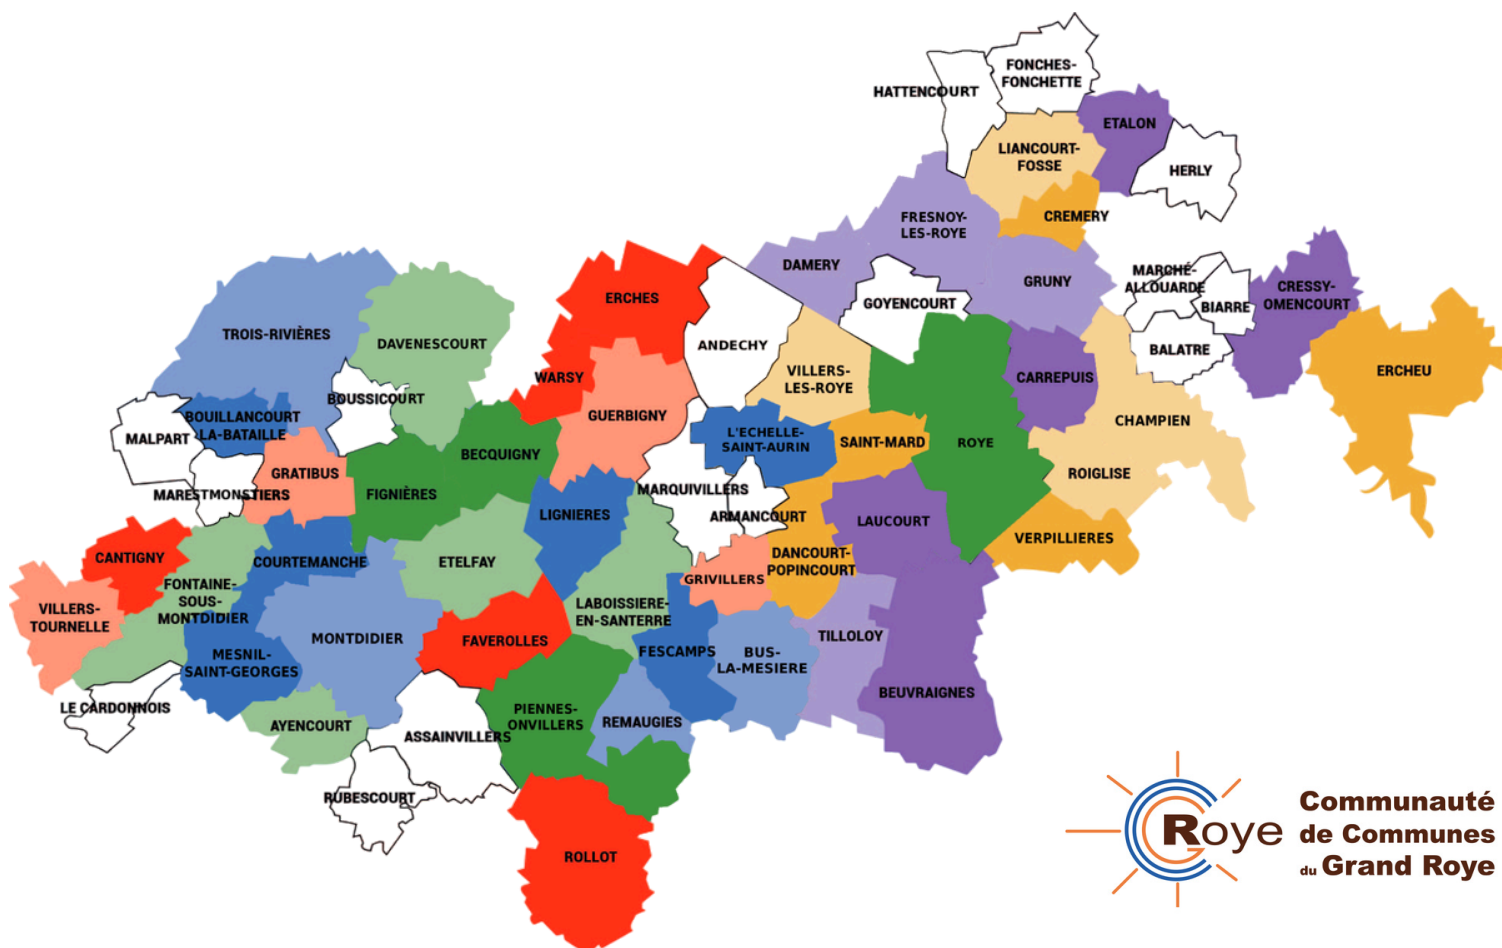 FONCHES-
FONCHETTE
HATTENCOURT
ETALON
LIANCOURT-
FOSSE
HERLY
CREMERY
FRESNOY-
LES-ROYE
DAMERY
GRUNY
MARCHÉ-
ALLOUARDE
CRESSY-
OMENCOURT
BIARRE
GOYENCOURT
ERCHES
TROIS-RIVIÈRES
DAVENESCOURT
ANDECHY
BALATRE
VILLERS-
LES-ROYE
CARREPUIS
ERCHEU
WARSY
BOUSSICOURT
GUERBIGNY
CHAMPIEN
BOUILLANCOURT
LA-BATAILLE
MALPART
L'ECHELLE-
SAINT-AURIN
SAINT-MARD
ROYE
BECQUIGNY
GRATIBUS
ROIGLISE
MARESTMONSTIERS
FIGNIÈRES
MARQUIVILLERS
ARMANCOURT
LIGNIERES
LAUCOURT
VERPILLIERES
CANTIGNY
COURTEMANCHE
ETELFAY
DANCOURT-
POPINCOURT
GRIVILLERS
FONTAINE-
SOUS-
MONTDIDIER
VILLERS-
TOURNELLE
LABOISSIERE-
EN-SANTERRE
MONTDIDIER
FAVEROLLES
TILLOLOY
FESCAMPS
BUS-
LA-MESIERE
MESNIL-
SAINT-GEORGES
BEUVRAIGNES
LE CARDONNOIS
AYENCOURT
PIENNES-
ONVILLERS
REMAUGIES
ASSAINVILLERS
RUBESCOURT
ROLLOT
Roye
Communauté
de Communes
du Grand Roye